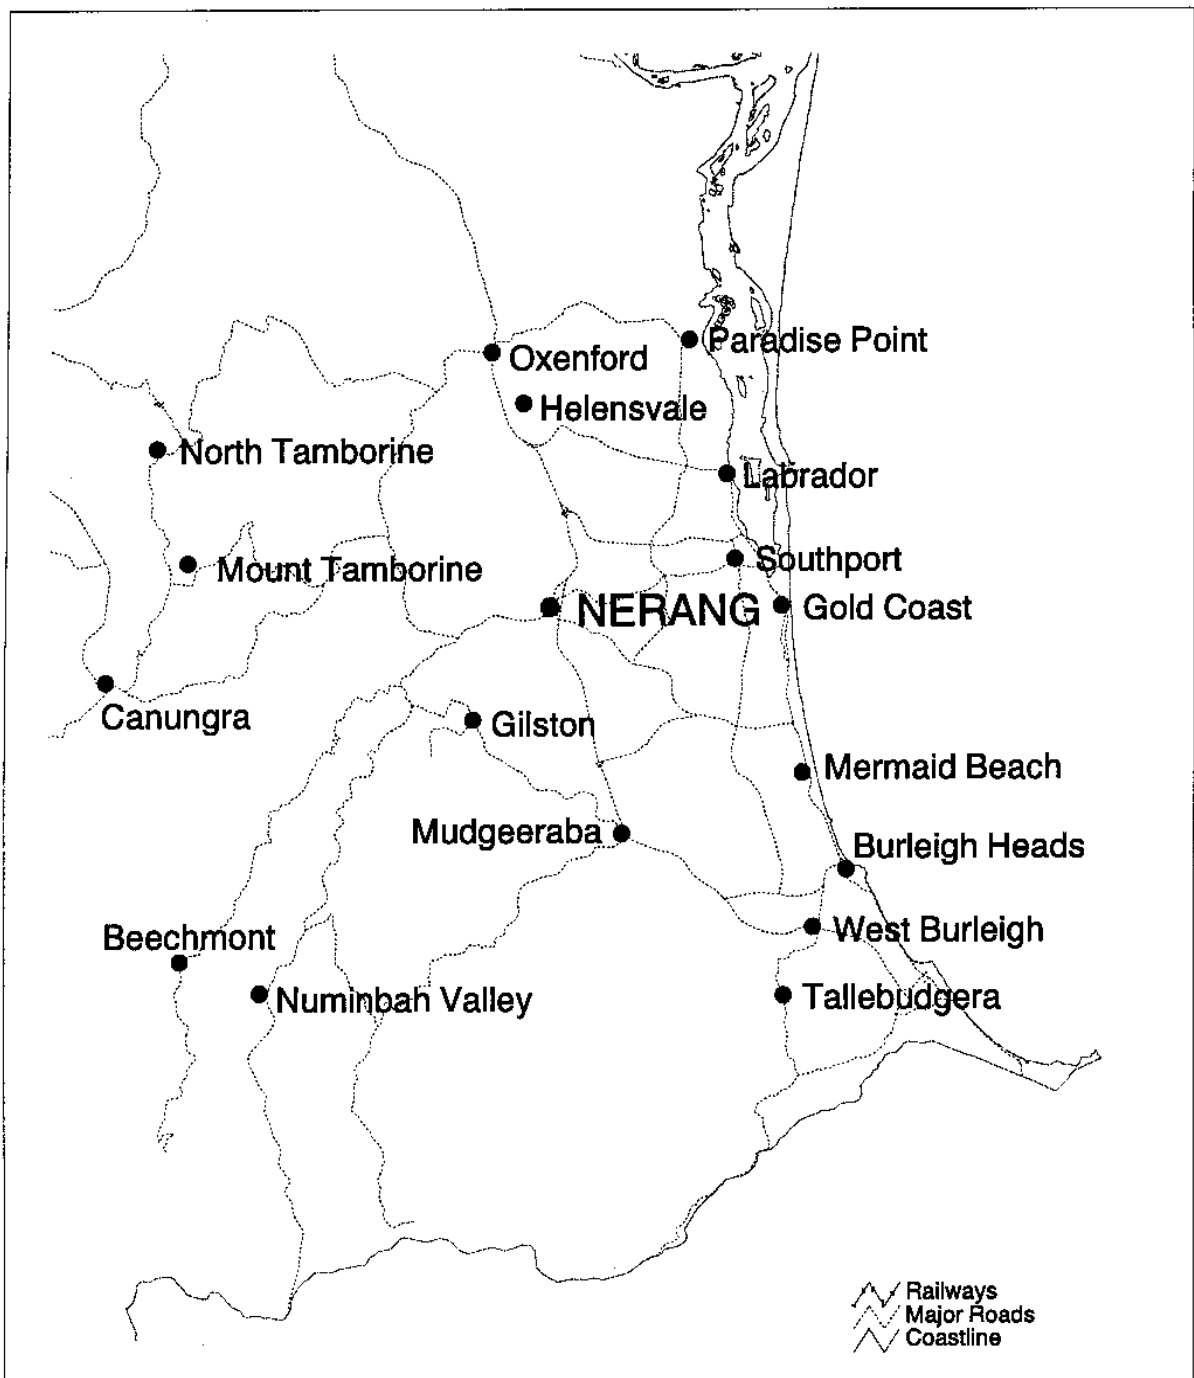 Paradise Point
Oxenford
Helensvale
North Tamborine
Labrador
Southport
Mount Tamborine
NERANG
Gold Coast
Canungra
Gilston
Mermaid Beach
Mudgeeraba
Burleigh Heads
West Burleigh
Beechmont
Numinbah Valley
Tallebudgera
Railways
Major Roads
Coastline